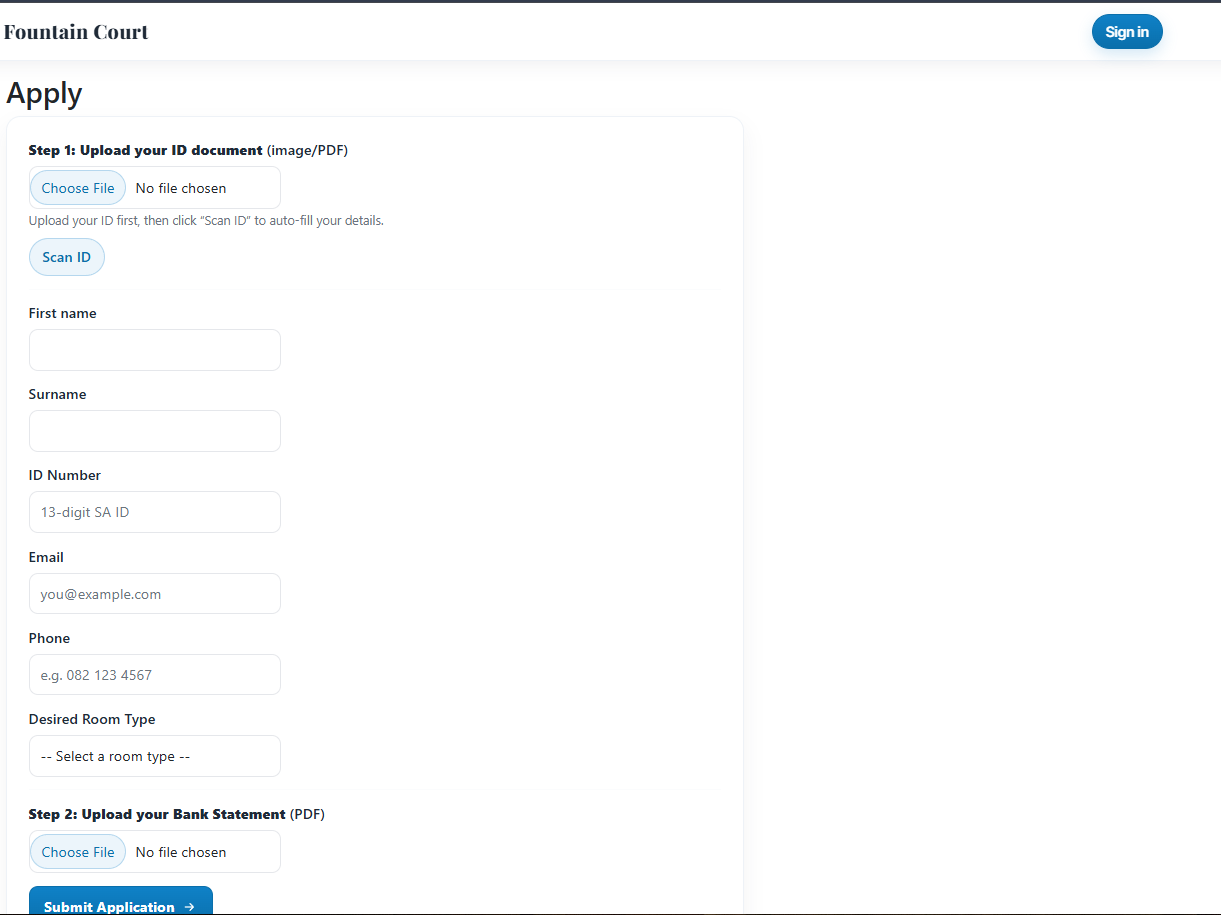 Fountain Court
Sign in
Apply
Step 1: Upload your ID document (image/PDF)
Choose File No file chosen
Upload your ID first, then click “Scan ID” to auto-fill your details.
Scan ID
First name
Surname
ID Number
13-digit SA ID
Email
you@example.com
Phone
e.g. 082 123 4567
Desired Room Type
-- Select a room type --
Step 2: Upload your Bank Statement (PDF)
Choose File No file chosen
Submit Application →